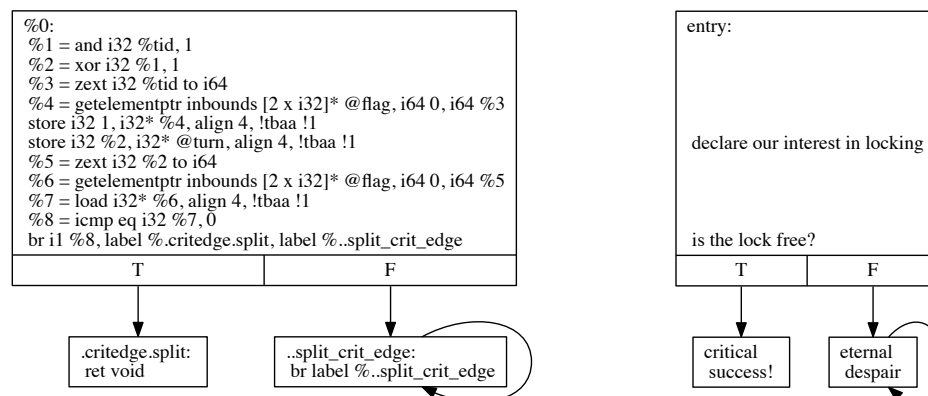 %0:
%1 = and i32 %tid, 1
%2 = xor i32 %1, 1
%3 = zext i32 %tid to i64
%4 = getelementptr inbounds [2 x i32]* @flag, i64 0, i64 %3
store i32 1, i32* %4, align 4, !tbaa !1
store i32 %2, i32* @turn, align 4, !tbaa !1
%5 = zext i32 %2 to i64
%6 = getelementptr inbounds [2 x i32]* @flag, i64 0, i64 %5
%7 = load i32* %6, align 4, !tbaa !1
%8 = icmp eq i32 %7, 0
br i1 %8, label %.critedge.split, label %..split_crit_edge
T F
.critedge.split:
ret void
..split_crit_edge:
br label %..split_crit_edge
entry:
declare our interest in locking
is the lock free?
T F
critical
success!
eternal
despair